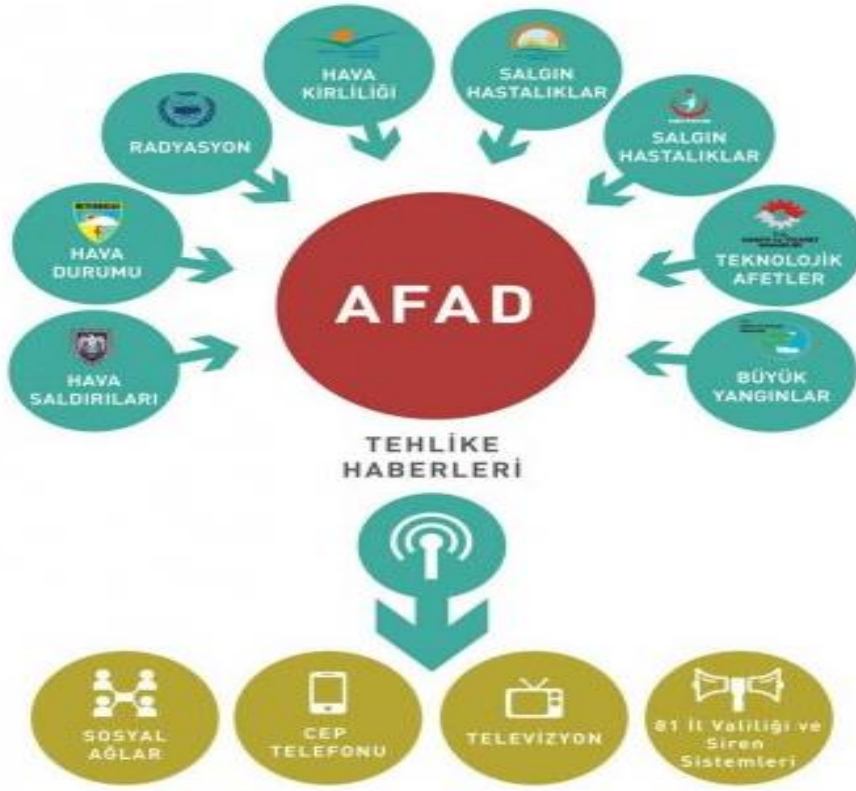 HAVA
KİRLİLİĞİ
SALGIN
HASTALIKLAR
RADYASYON
SALGIN
HASTALIKLAR
HAVA
DURUMU
TEKNOLOJİK
AFETLER
HAVA
SALDIRILARI
BÜYÜK
YANGINLAR
AFAD
TEHLİKE
HABERLERİ
SOSYAL
AĞLAR
CEP
TELEFONU
TELEVİZYON
81 İl Valiliği ve
Siren
Sistemleri